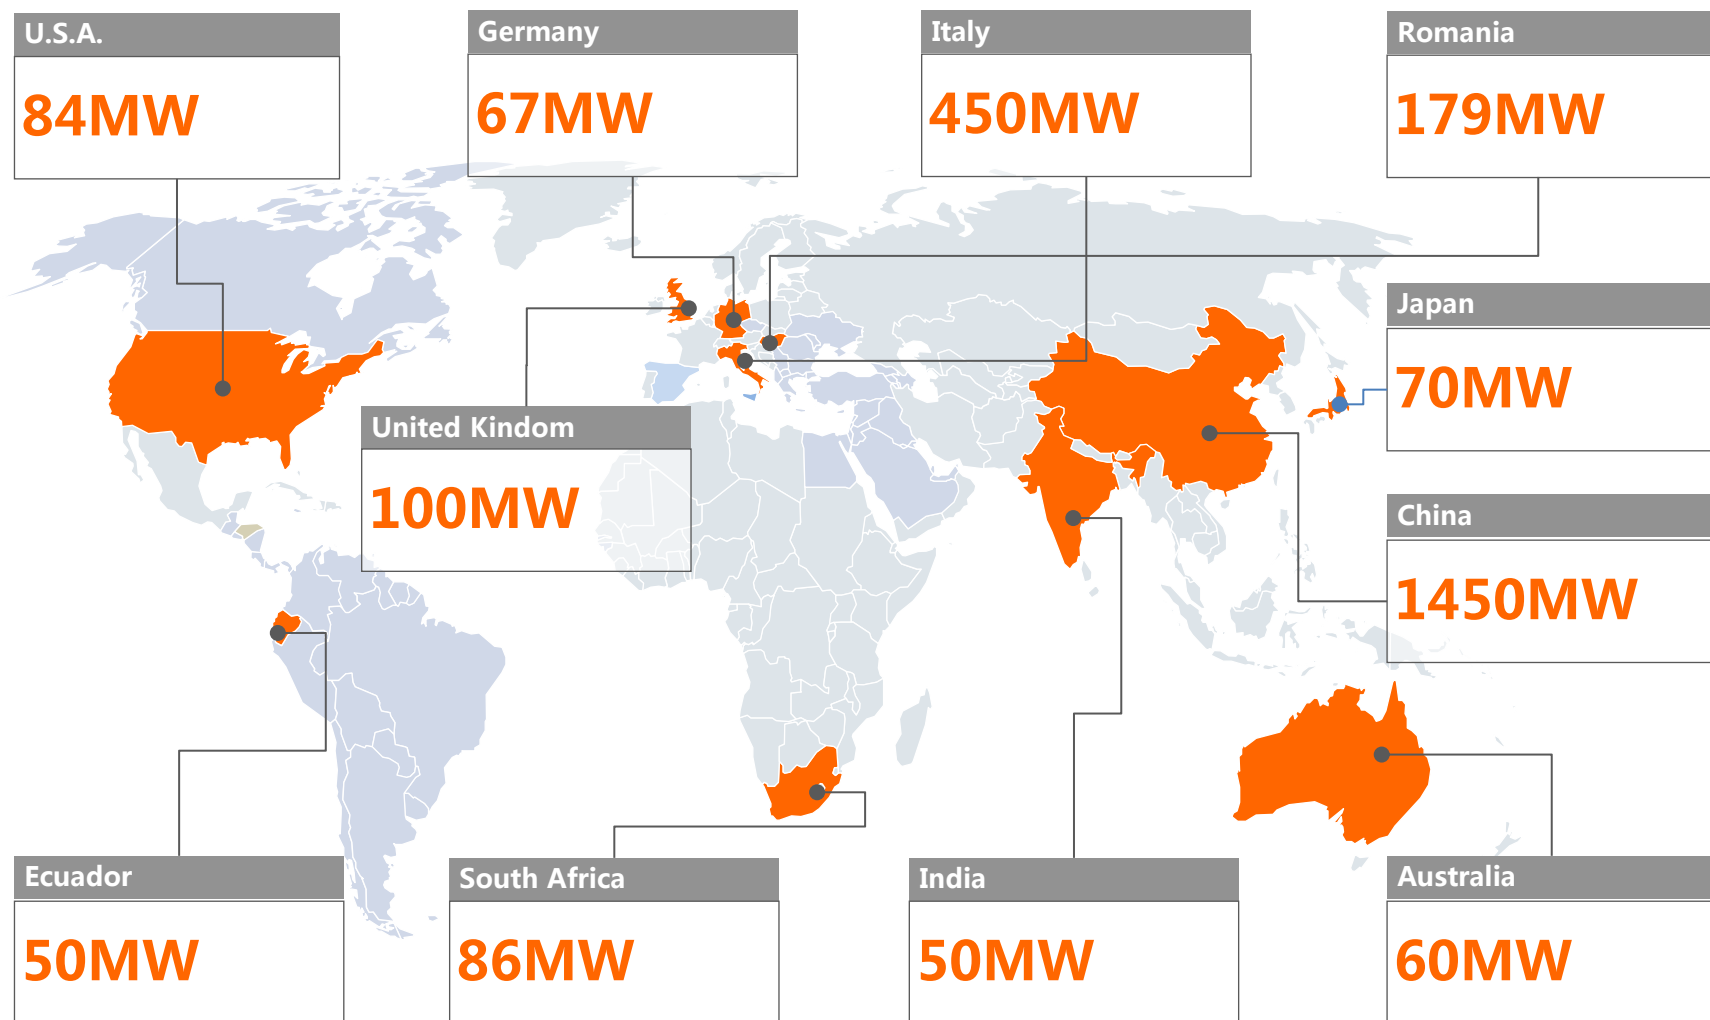 U.S.A.
84MW
Germany
67MW
Italy
450MW
Romania
179MW
Japan
70MW
United Kindom
100MW
China
1450MW
Ecuador
50MW
South Africa
86MW
India
50MW
Australia
60MW